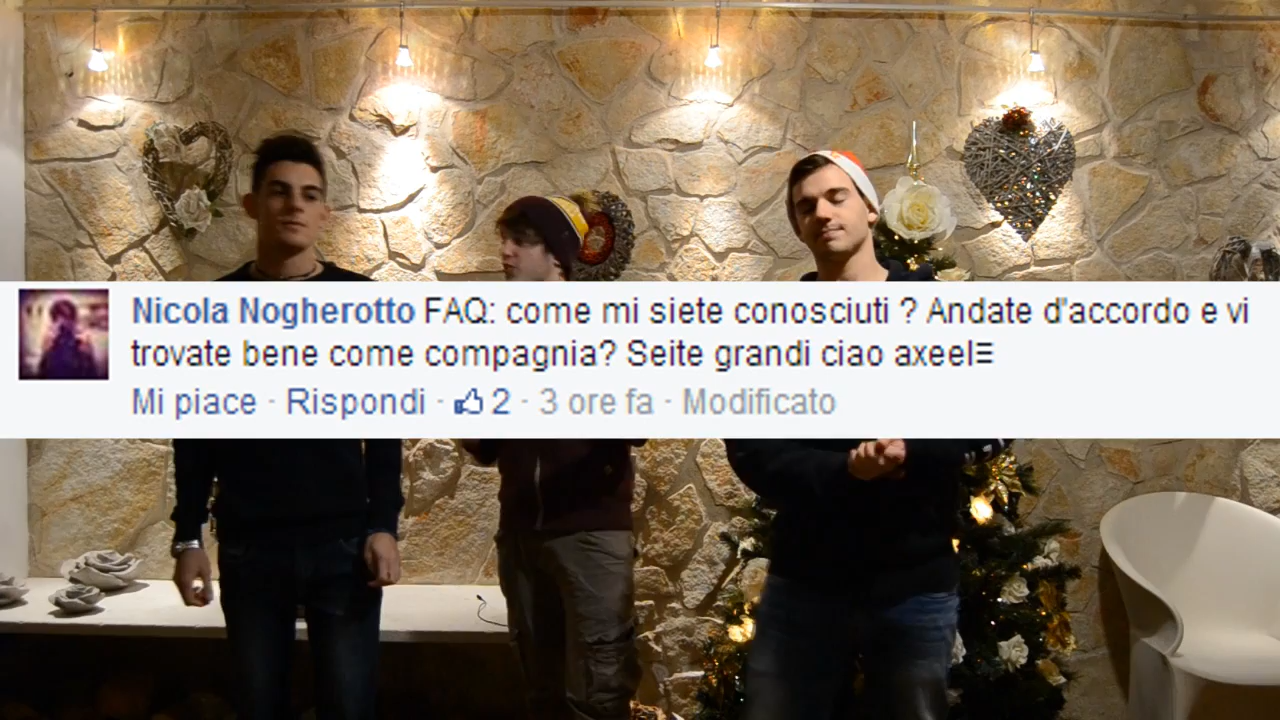 Nicola Nogherotto FAQ: come mi siete conosciuti ? Andate d'accordo e vi
trovate bene come compagnia? Seite grandi ciao axeel☰
Mi piace · Rispondi · 2 · 3 ore fa · Modificato